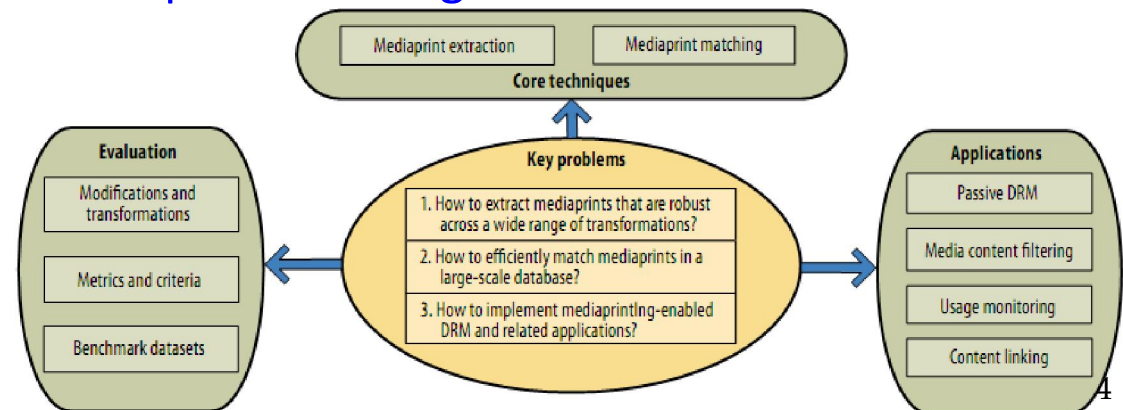 Mediaprint extraction
Mediaprint matching
Core techniques
Evaluation
Modifications and
transformations
Metrics and criteria
Benchmark datasets
Key problems
1. How to extract mediaprints that are robust
across a wide range of transformations?
2. How to efficiently match mediaprints in a
large-scale database?
3. How to implement mediaprintIng-enabled
DRM and related applications?
Applications
Passive DRM
Media content filtering
Usage monitoring
Content linking
4